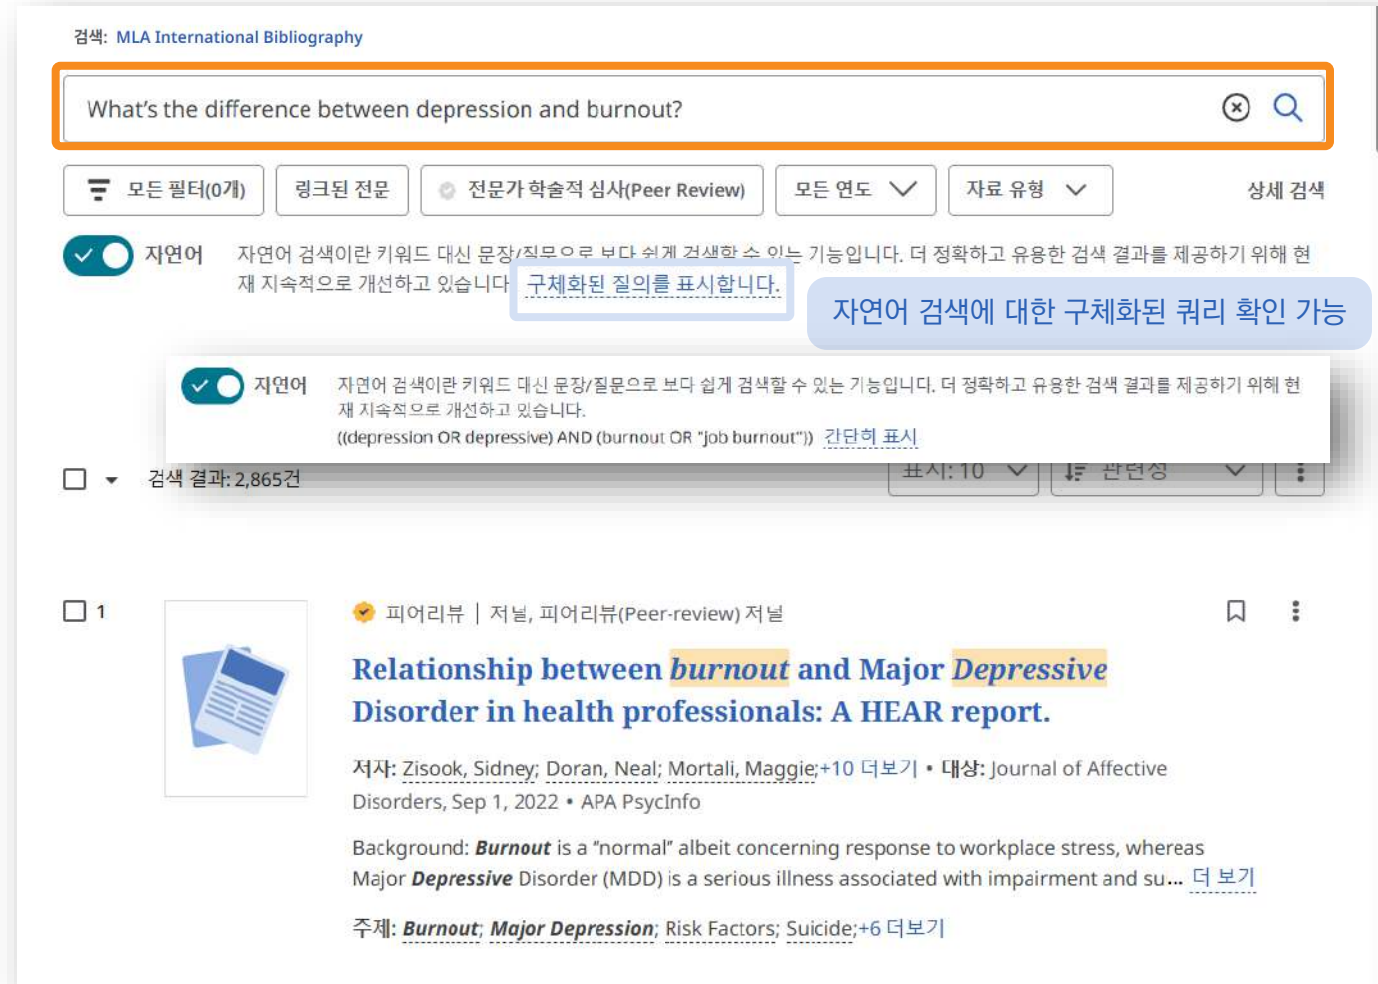 검색: MLA International Bibliography
What's the difference between depression and burnout?
모든 필터(0개) 링크된 전문 전문가 학술적 심사(Peer Review) 모든 연도 자료 유형 상세 검색
자연어 자연어 검색이란 키워드 대신 문장/질문으로 보다 쉽게 검색할 수 있는 기능입니다. 더 정확하고 유용한 검색 결과를 제공하기 위해 현
재 지속적으로 개선하고 있습니다 구체화된 질의를 표시합니다.
자연어 검색에 대한 구체화된 쿼리 확인 가능
자연어 자연어 검색이란 키워드 대신 문장/질문으로 보다 쉽게 검색할 수 있는 기능입니다. 더 정확하고 유용한 검색 결과를 제공하기 위해 현
재 지속적으로 개선하고 있습니다.
((depression OR depressive) AND (burnout OR "job burnout")) 간단히 표시
검색 결과: 2,865건 표시: 10 관련성
1 피어리뷰 | 저널, 피어리뷰(Peer-review) 저널
Relationship between burnout and Major Depressive
Disorder in health professionals: A HEAR report.
저자: Zisook, Sidney; Doran, Neal; Mortali, Maggie;+10 더보기 • 대상: Journal of Affective
Disorders, Sep 1, 2022 • APA PsycInfo
Background: Burnout is a "normal" albeit concerning response to workplace stress, whereas
Major Depressive Disorder (MDD) is a serious illness associated with impairment and su... 더 보기
주제: Burnout; Major Depression; Risk Factors; Suicide;+6 더보기